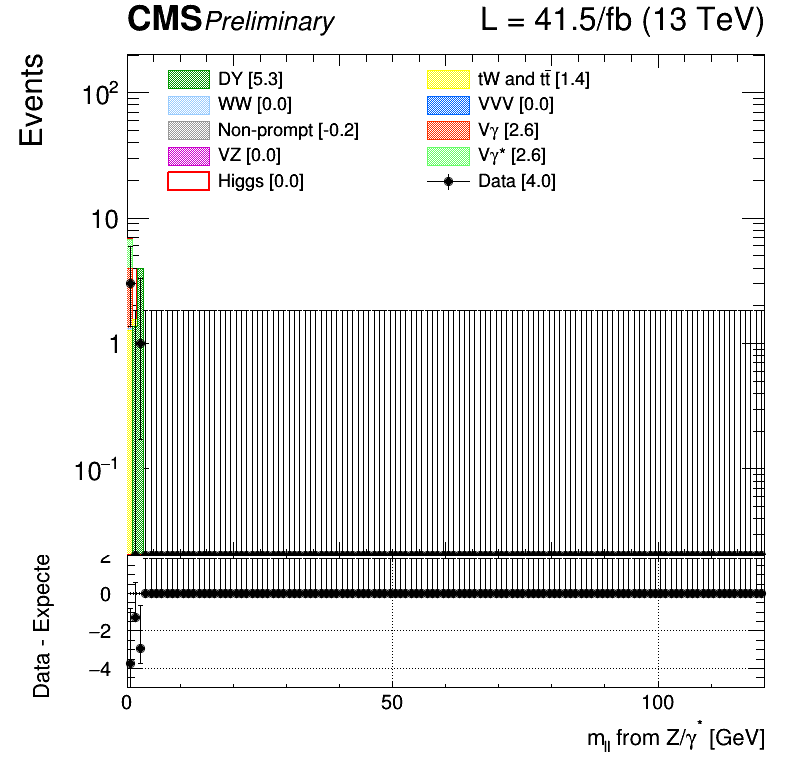 CMS Preliminary L = 41.5/fb (13 TeV)
Events
DY [5.3] tW and tt̄ [1.4]
WW [0.0] VVV [0.0]
Non-prompt [-0.2] Vγ [2.6]
VZ [0.0] Vγ* [2.6]
Higgs [0.0] Data [4.0]
10²
10
1
10⁻¹
Data - Expecte
2
0
−2
−4
0 50 100
mll from Z/γ* [GeV]